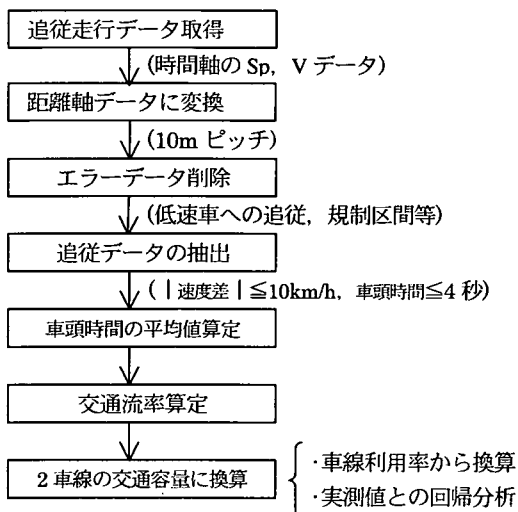 追従走行データ取得
(時間軸の Sp, V データ)
距離軸データに変換
(10m ピッチ)
エラーデータ削除
(低速車への追従, 規制区間等)
追従データの抽出
(｜速度差｜≦10km/h, 車頭時間≦4 秒)
車頭時間の平均値算定
交通流率算定
2 車線の交通容量に換算
・車線利用率から換算
・実測値との回帰分析